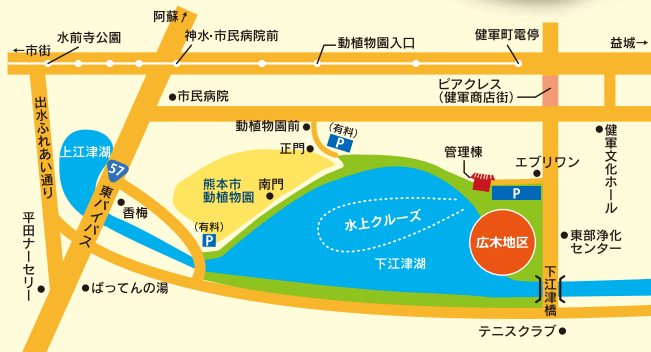 阿蘇↗
←市街
水前寺公園
神水・市民病院前
動植物園入口
健軍町電停
益城→
ピアクレス
(健軍商店街)
市民病院
出水ふれあい通り
上江津湖
57
東バイパス
動植物園前
(有料)
P
正門
熊本市
動植物園
南門
(有料)
P
管理棟
エブリワン
P
健軍文化ホール
香梅
水上クルーズ
広木地区
下江津湖
東部浄化
センター
平田ナーセリー
ばってんの湯
下江津橋
テニスクラブ